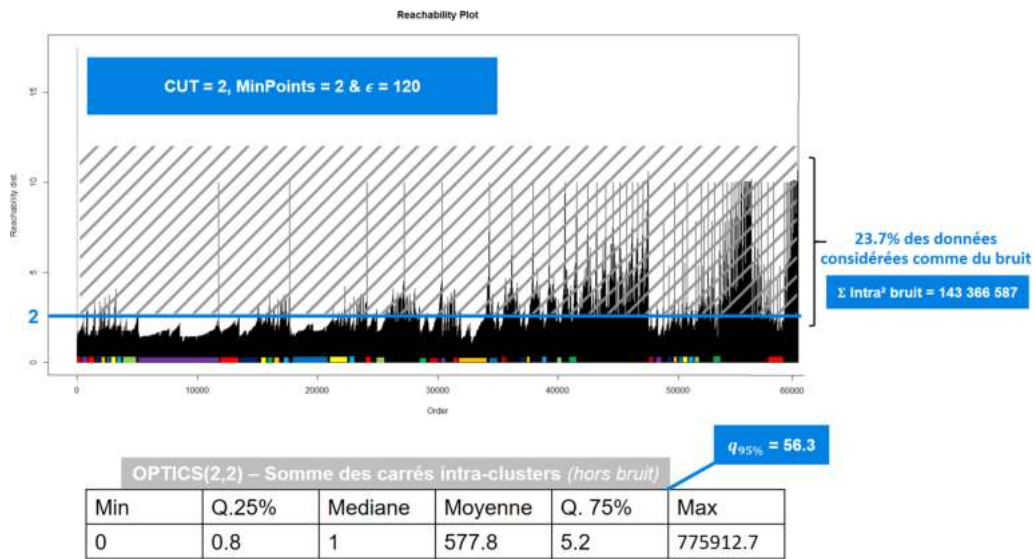 Reachability Plot
CUT = 2, MinPoints = 2 & ϵ = 120
Reachability dist.
15
10
5
2
0
0 10000 20000 30000 40000 50000 60000
Order
23.7% des données
considérées comme du bruit
Σ Intra² bruit = 143 366 587
q95% = 56.3
OPTICS(2,2) – Somme des carrés intra-clusters (hors bruit)
Min Q.25% Mediane Moyenne Q. 75% Max
0 0.8 1 577.8 5.2 775912.7